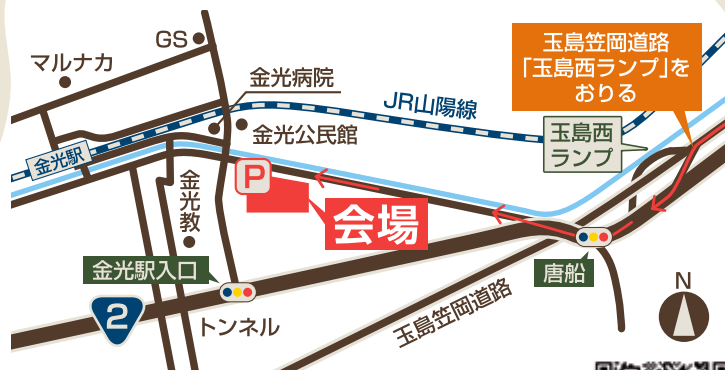 GS
マルナカ
金光病院
JR山陽線
金光公民館
金光駅
玉島笠岡道路
「玉島西ランプ」を
おりる
玉島西
ランプ
P
会場
金光教
金光駅入口
唐船
2
トンネル
玉島笠岡道路
N